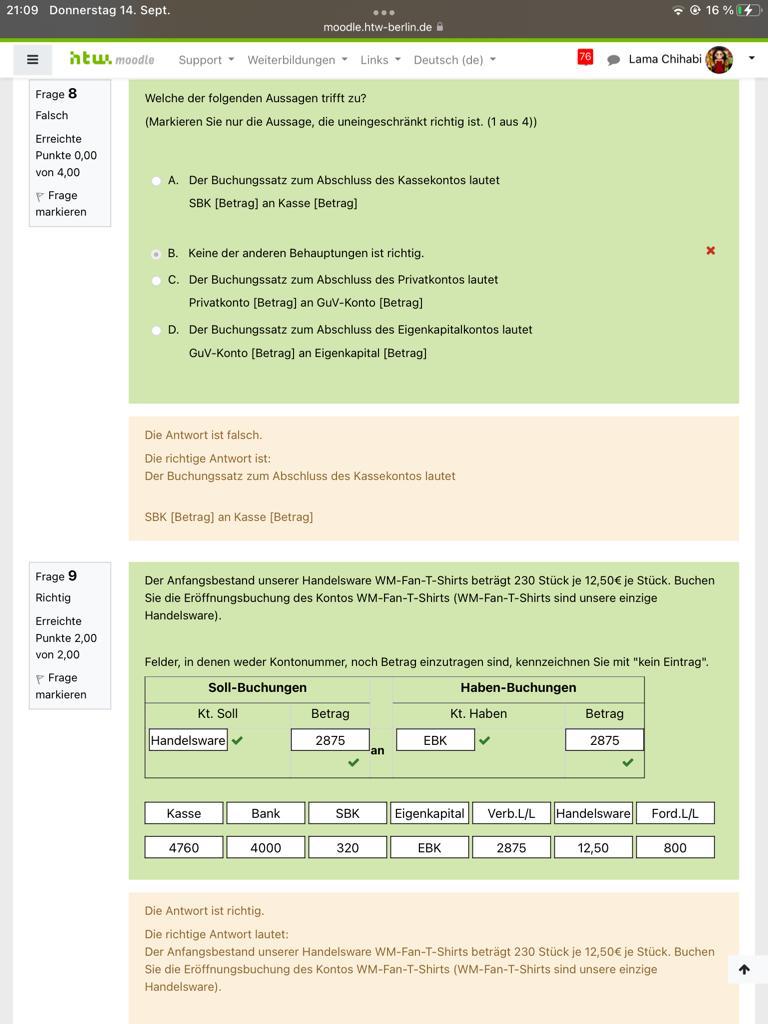 21:09 Donnerstag 14. Sept.
16 %
moodle.htw-berlin.de
htw. moodle
Support
Weiterbildungen
Links
Deutsch (de)
76
Lama Chihabi
Frage 8
Falsch
Erreichte
Punkte 0,00
von 4,00
Frage
markieren
Welche der folgenden Aussagen trifft zu?
(Markieren Sie nur die Aussage, die uneingeschränkt richtig ist. (1 aus 4))
A. Der Buchungssatz zum Abschluss des Kassekontos lautet
SBK [Betrag] an Kasse [Betrag]
B. Keine der anderen Behauptungen ist richtig.
C. Der Buchungssatz zum Abschluss des Privatkontos lautet
Privatkonto [Betrag] an GuV-Konto [Betrag]
D. Der Buchungssatz zum Abschluss des Eigenkapitalkontos lautet
GuV-Konto [Betrag] an Eigenkapital [Betrag]
Die Antwort ist falsch.
Die richtige Antwort ist:
Der Buchungssatz zum Abschluss des Kassekontos lautet
SBK [Betrag] an Kasse [Betrag]
Frage 9
Richtig
Erreichte
Punkte 2,00
von 2,00
Frage
markieren
Der Anfangsbestand unserer Handelsware WM-Fan-T-Shirts beträgt 230 Stück je 12,50€ je Stück. Buchen
Sie die Eröffnungsbuchung des Kontos WM-Fan-T-Shirts (WM-Fan-T-Shirts sind unsere einzige
Handelsware).
Felder, in denen weder Kontonummer, noch Betrag einzutragen sind, kennzeichnen Sie mit "kein Eintrag".
Soll-Buchungen Haben-Buchungen
Kt. Soll Betrag Kt. Haben Betrag
Handelsware 2875 an EBK 2875
Kasse Bank SBK Eigenkapital Verb.L/L Handelsware Ford.L/L
4760 4000 320 EBK 2875 12,50 800
Die Antwort ist richtig.
Die richtige Antwort lautet:
Der Anfangsbestand unserer Handelsware WM-Fan-T-Shirts beträgt 230 Stück je 12,50€ je Stück. Buchen
Sie die Eröffnungsbuchung des Kontos WM-Fan-T-Shirts (WM-Fan-T-Shirts sind unsere einzige
Handelsware).